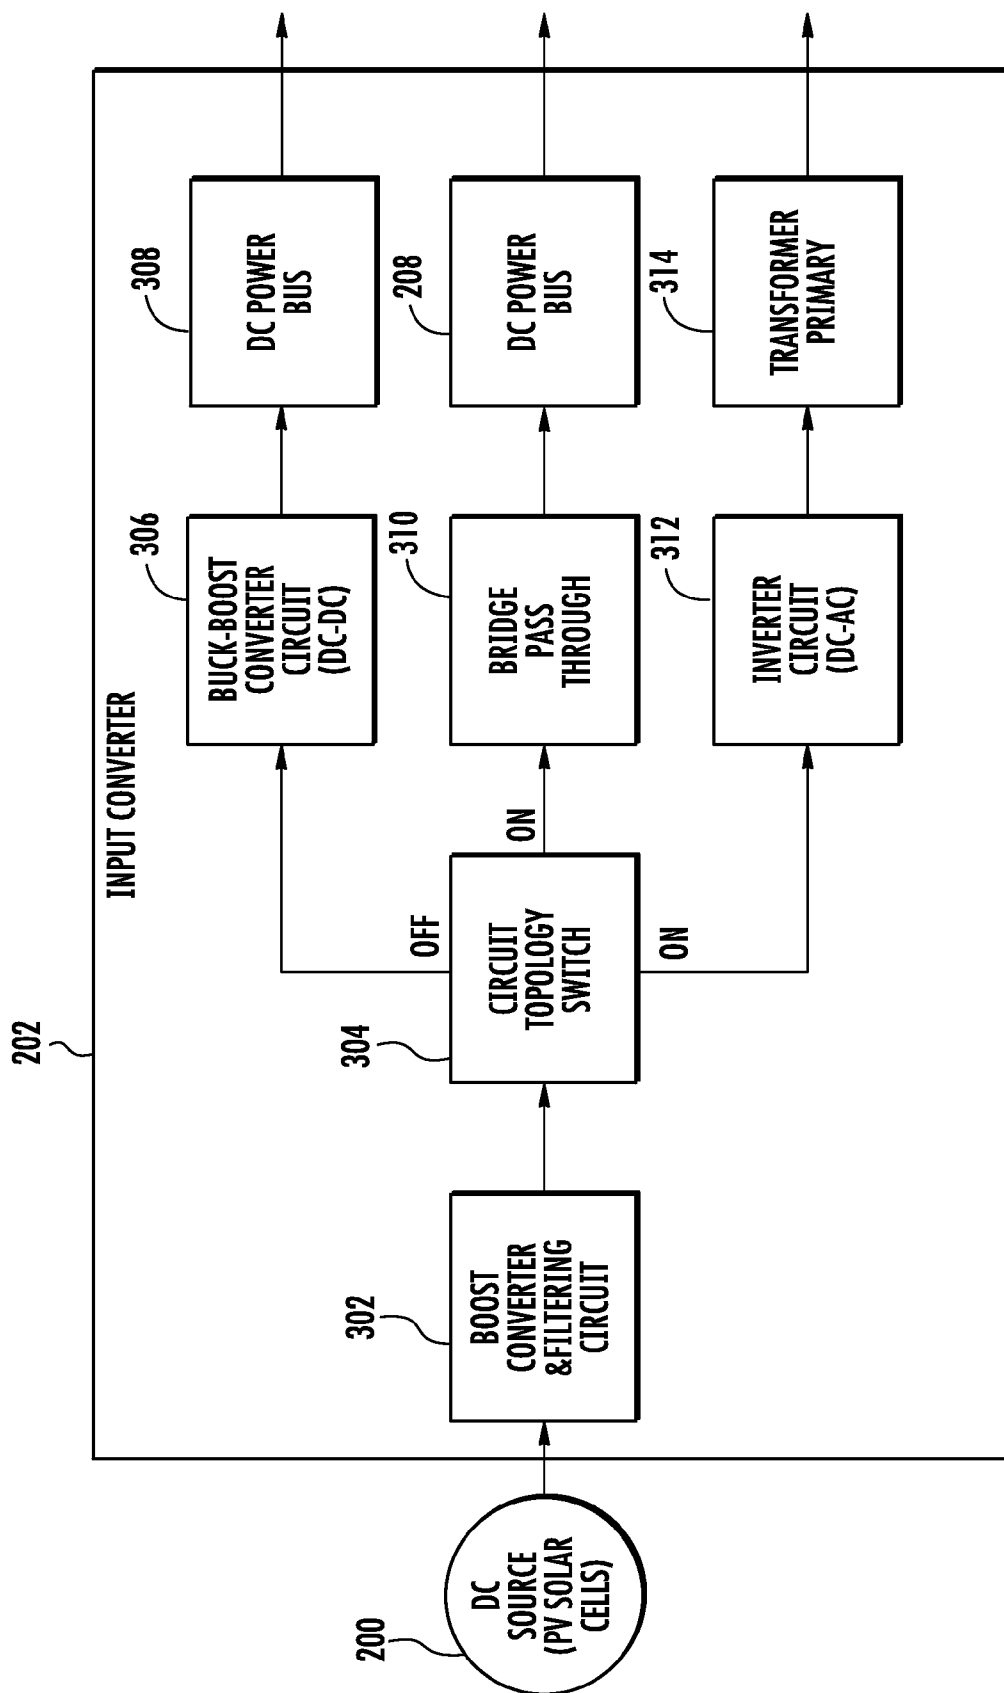 202
INPUT CONVERTER
200
DC
SOURCE
(PV SOLAR
CELLS)
302
BOOST
CONVERTER
&FILTERING
CIRCUIT
304
CIRCUIT
TOPOLOGY
SWITCH
OFF
ON
ON
306
BUCK-BOOST
CONVERTER
CIRCUIT
(DC-DC)
308
DC POWER
BUS
310
BRIDGE
PASS
THROUGH
208
DC POWER
BUS
312
INVERTER
CIRCUIT
(DC-AC)
314
TRANSFORMER
PRIMARY